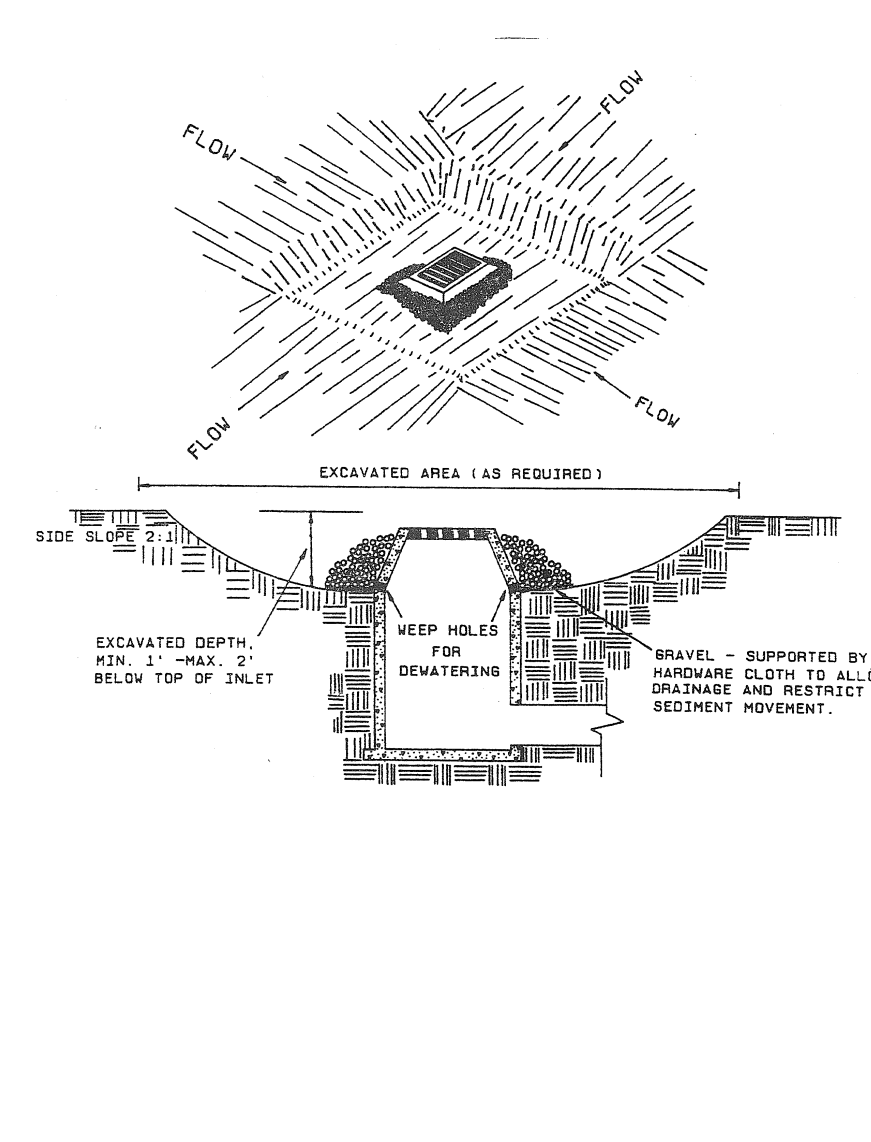 FLOW
FLOW
FLOW
FLOW
EXCAVATED AREA (AS REQUIRED)
SIDE SLOPE 2:1
EXCAVATED DEPTH,
MIN. 1' -MAX. 2'
BELOW TOP OF INLET
WEEP HOLES
FOR
DEWATERING
GRAVEL - SUPPORTED BY
HARDWARE CLOTH TO
DRAINAGE AND RESTRICT
SEDIMENT MOVEMENT.